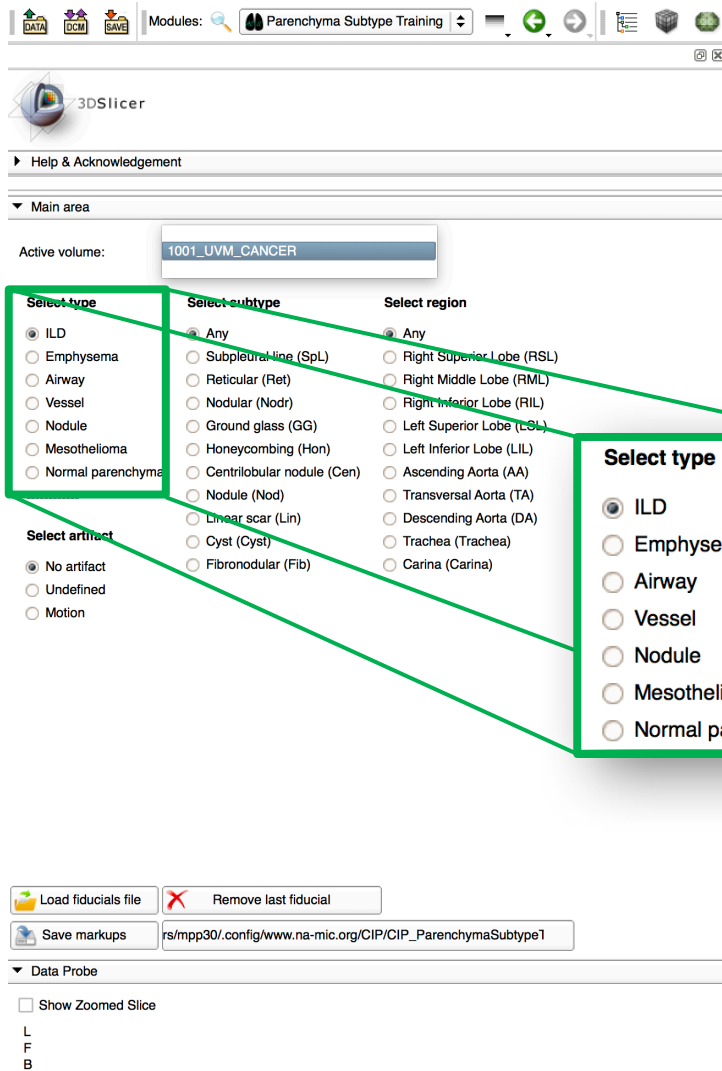 DATA DCM SAVE Modules: Parenchyma Subtype Training
3DSlicer
Help & Acknowledgement
Main area
Active volume: 1001_UVM_CANCER
Select type
ILD
Emphysema
Airway
Vessel
Nodule
Mesothelioma
Normal parenchyma
Select artifact
No artifact
Undefined
Motion
Select subtype
Any
Subpleural line (SpL)
Reticular (Ret)
Nodular (Nodr)
Ground glass (GG)
Honeycombing (Hon)
Centrilobular nodule (Cen)
Nodule (Nod)
Linear scar (Lin)
Cyst (Cyst)
Fibronodular (Fib)
Select region
Any
Right Superior Lobe (RSL)
Right Middle Lobe (RML)
Right Inferior Lobe (RIL)
Left Superior Lobe (LSL)
Left Inferior Lobe (LIL)
Ascending Aorta (AA)
Transversal Aorta (TA)
Descending Aorta (DA)
Trachea (Trachea)
Carina (Carina)
Select type
ILD
Emphyse
Airway
Vessel
Nodule
Mesotheli
Normal pa
Load fiducials file Remove last fiducial
Save markups rs/mpp30/.config/www.na-mic.org/CIP/CIP_ParenchymaSubtypeT
Data Probe
Show Zoomed Slice
L
F
B